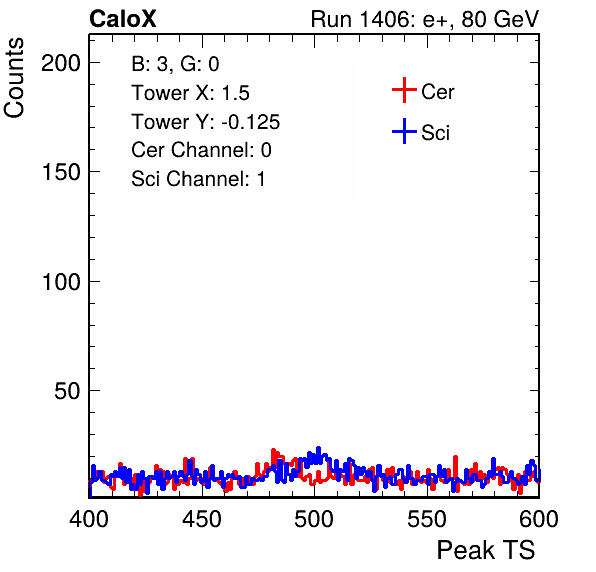 CaloX Run 1406: e+, 80 GeV
Counts
B: 3, G: 0
Tower X: 1.5
Tower Y: -0.125
Cer Channel: 0
Sci Channel: 1
Cer
Sci
200
150
100
50
400 450 500 550 600
Peak TS